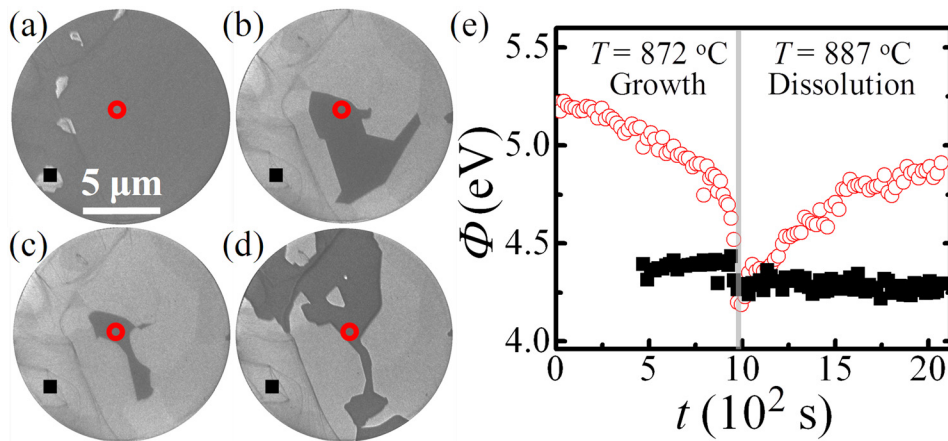 (a)
5 μm
(b)
(c)
(d)
(e)
T = 872 °C
Growth
T = 887 °C
Dissolution
Φ (eV)
5.5
5.0
4.5
4.0
0
5
10
15
20
t (10² s)